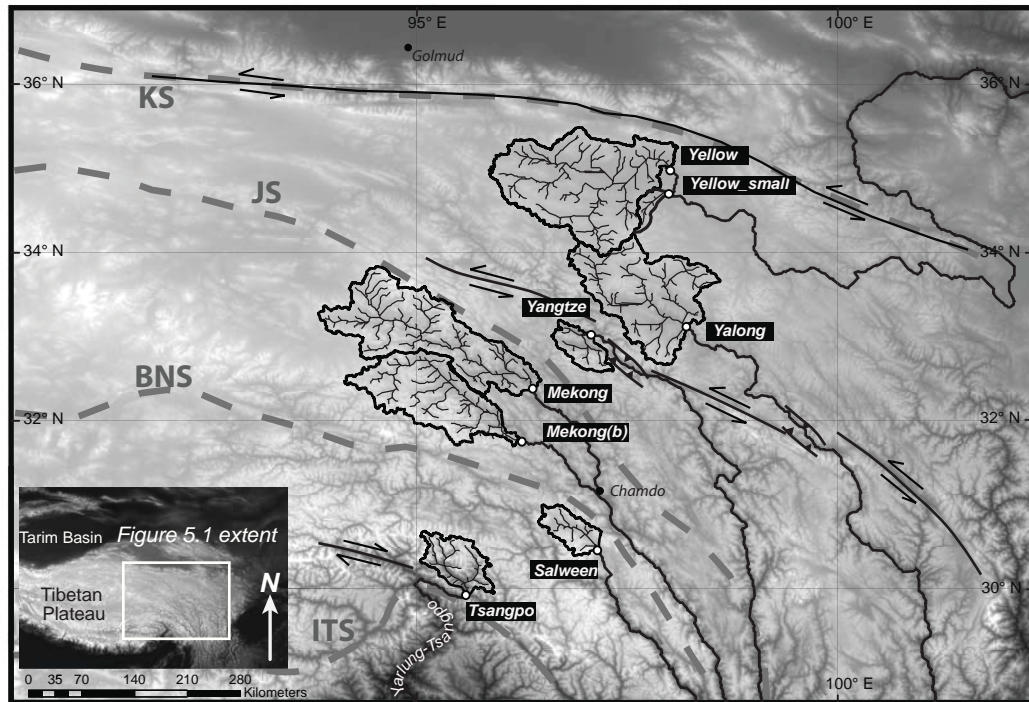 95° E
100° E
Golmud
36° N
36° N
KS
Yellow
Yellow_small
JS
34° N
34° N
Yangtze
Yalong
BNS
Mekong
32° N
32° N
Mekong(b)
Chamdo
Tarim Basin
Figure 5.1 extent
Salween
N
Tibetan
Plateau
30° N
Tsangpo
ITS
Yarlung-Tsangpo
0 35 70 140 210 280
Kilometers
100° E